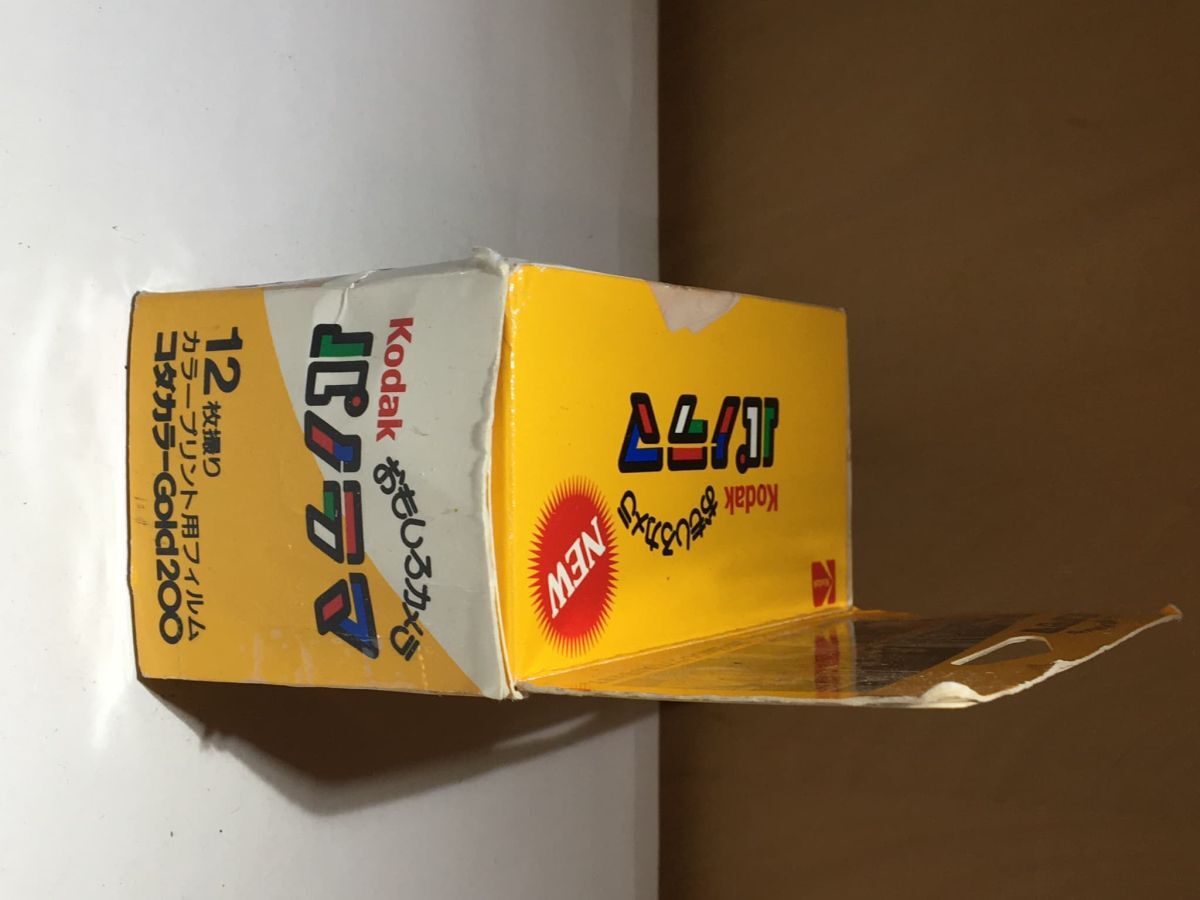 Kodak おもしろカメラ
パノラマ
12枚撮り
カラープリント用フィルム
コダカラーGold200
Kodak
おもしろカメラ
パノラマ
NEW
Kodak